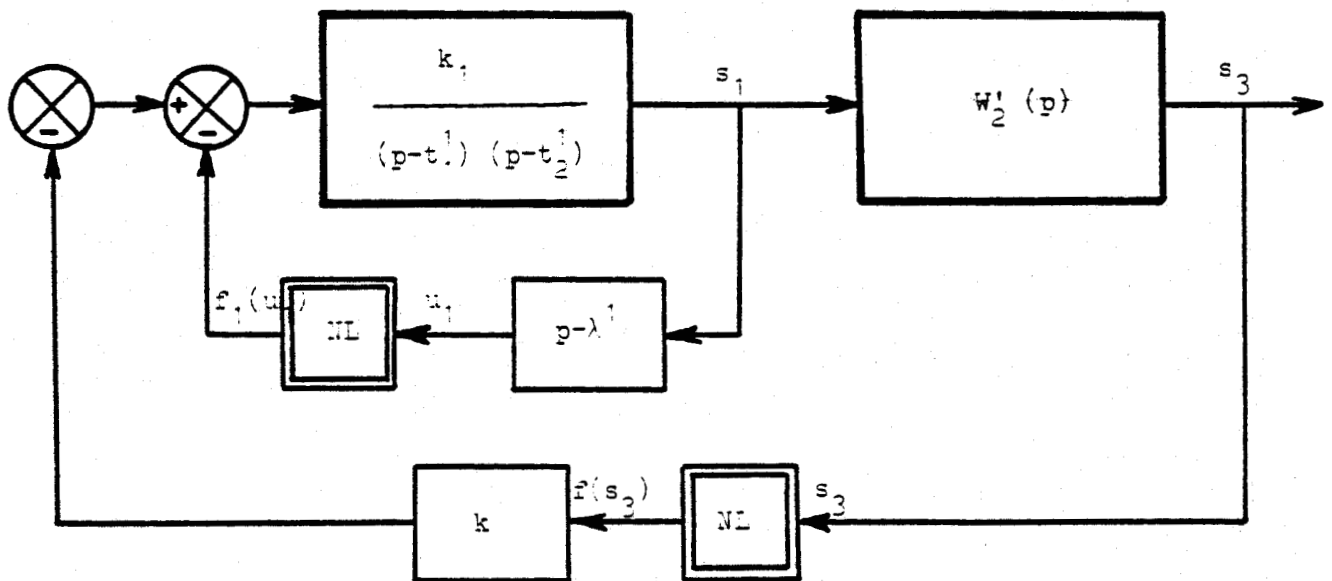 k₁
(p-t₁¹) (p-t₂¹)
s₁
W₂' (p)
s₃
+
-
-
f₁(u₁)
NL
u₁
p-λ¹
k
f(s₃)
NL
s₃